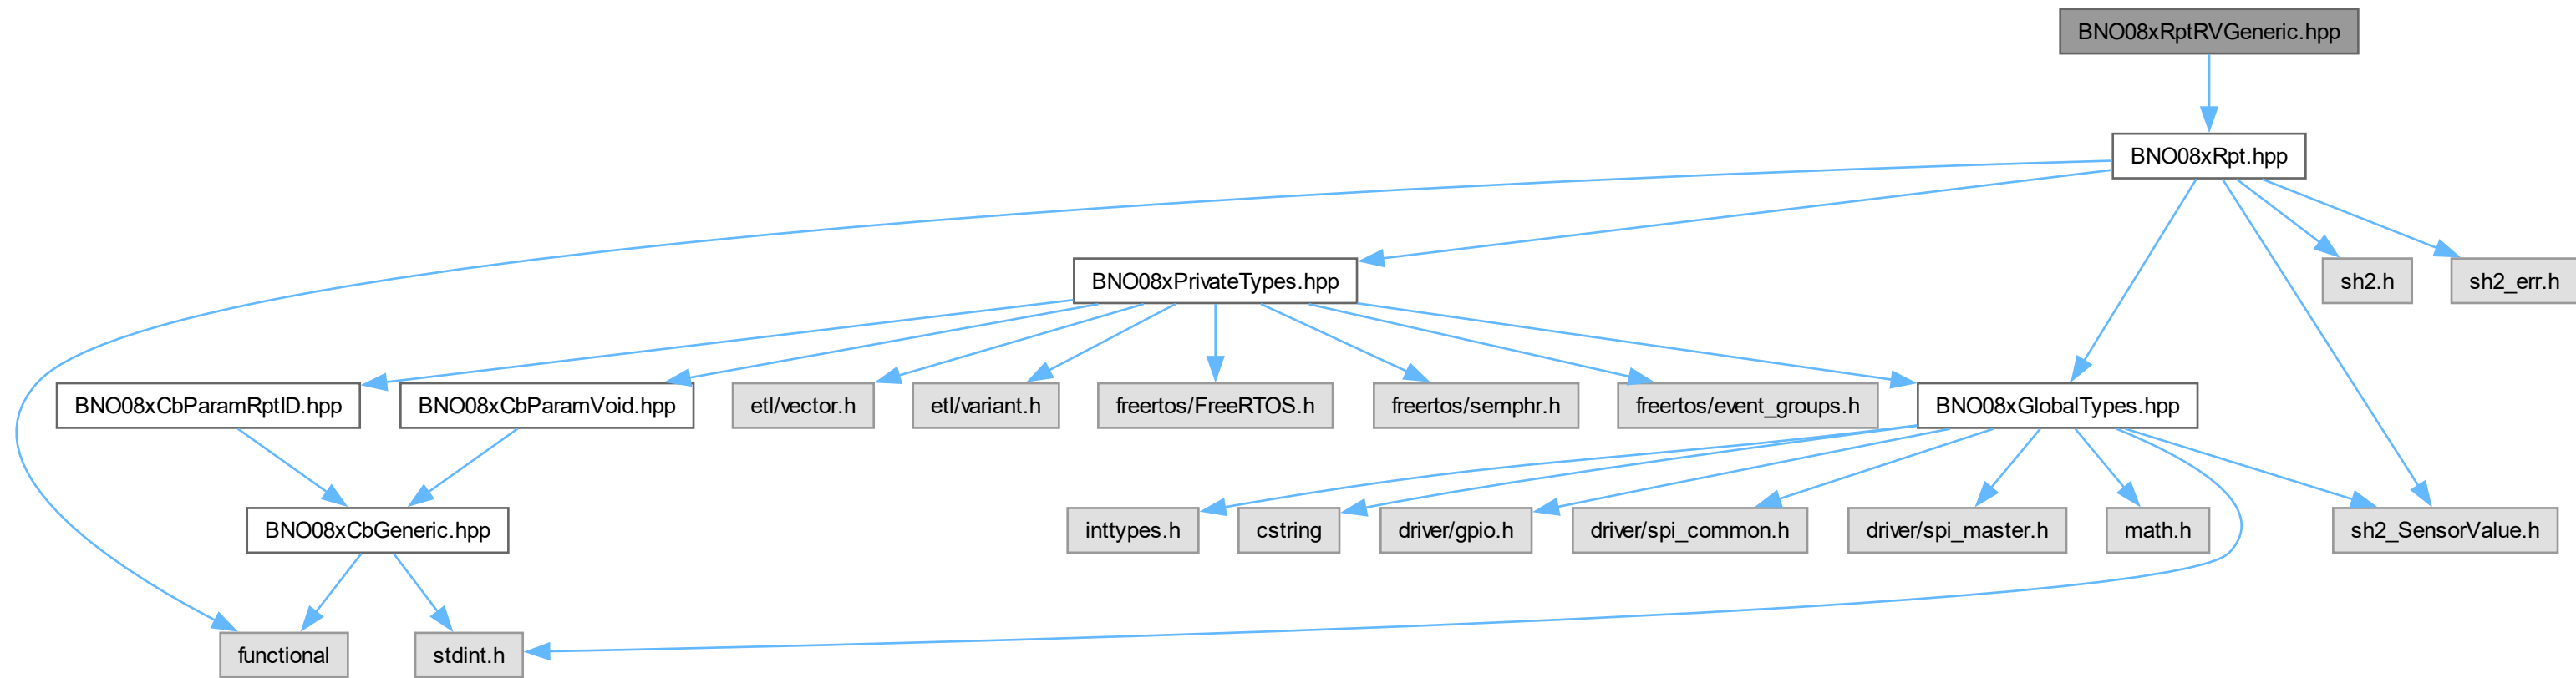 BNO08xRptRVGeneric.hpp
BNO08xRpt.hpp
BNO08xPrivateTypes.hpp
sh2.h
sh2_err.h
BNO08xCbParamRptID.hpp
BNO08xCbParamVoid.hpp
etl/vector.h
etl/variant.h
freertos/FreeRTOS.h
freertos/semphr.h
freertos/event_groups.h
BNO08xGlobalTypes.hpp
BNO08xCbGeneric.hpp
inttypes.h
cstring
driver/gpio.h
driver/spi_common.h
driver/spi_master.h
math.h
sh2_SensorValue.h
functional
stdint.h